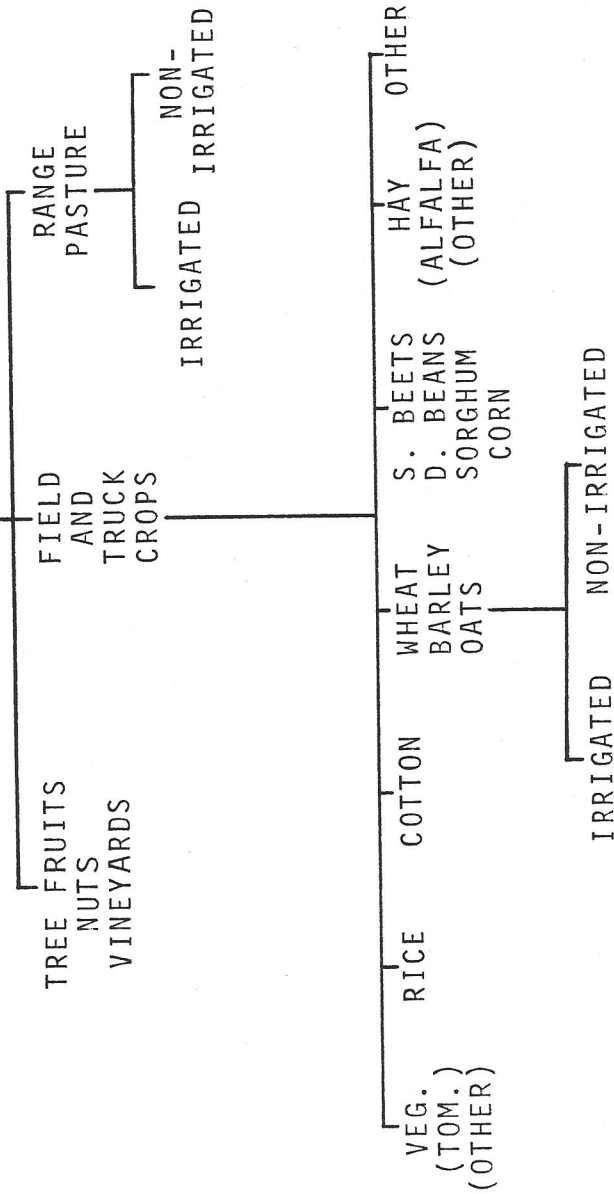 TREE FRUITS
NUTS
VINEYARDS
FIELD
AND
TRUCK
CROPS
RANGE
PASTURE
IRRIGATED
NON-
IRRIGATED
VEG.
(TOM.)
(OTHER)
RICE
COTTON
WHEAT
BARLEY
OATS
S. BEETS
D. BEANS
SORGHUM
CORN
HAY
(ALFALFA)
(OTHER)
OTHER
IRRIGATED
NON-IRRIGATED